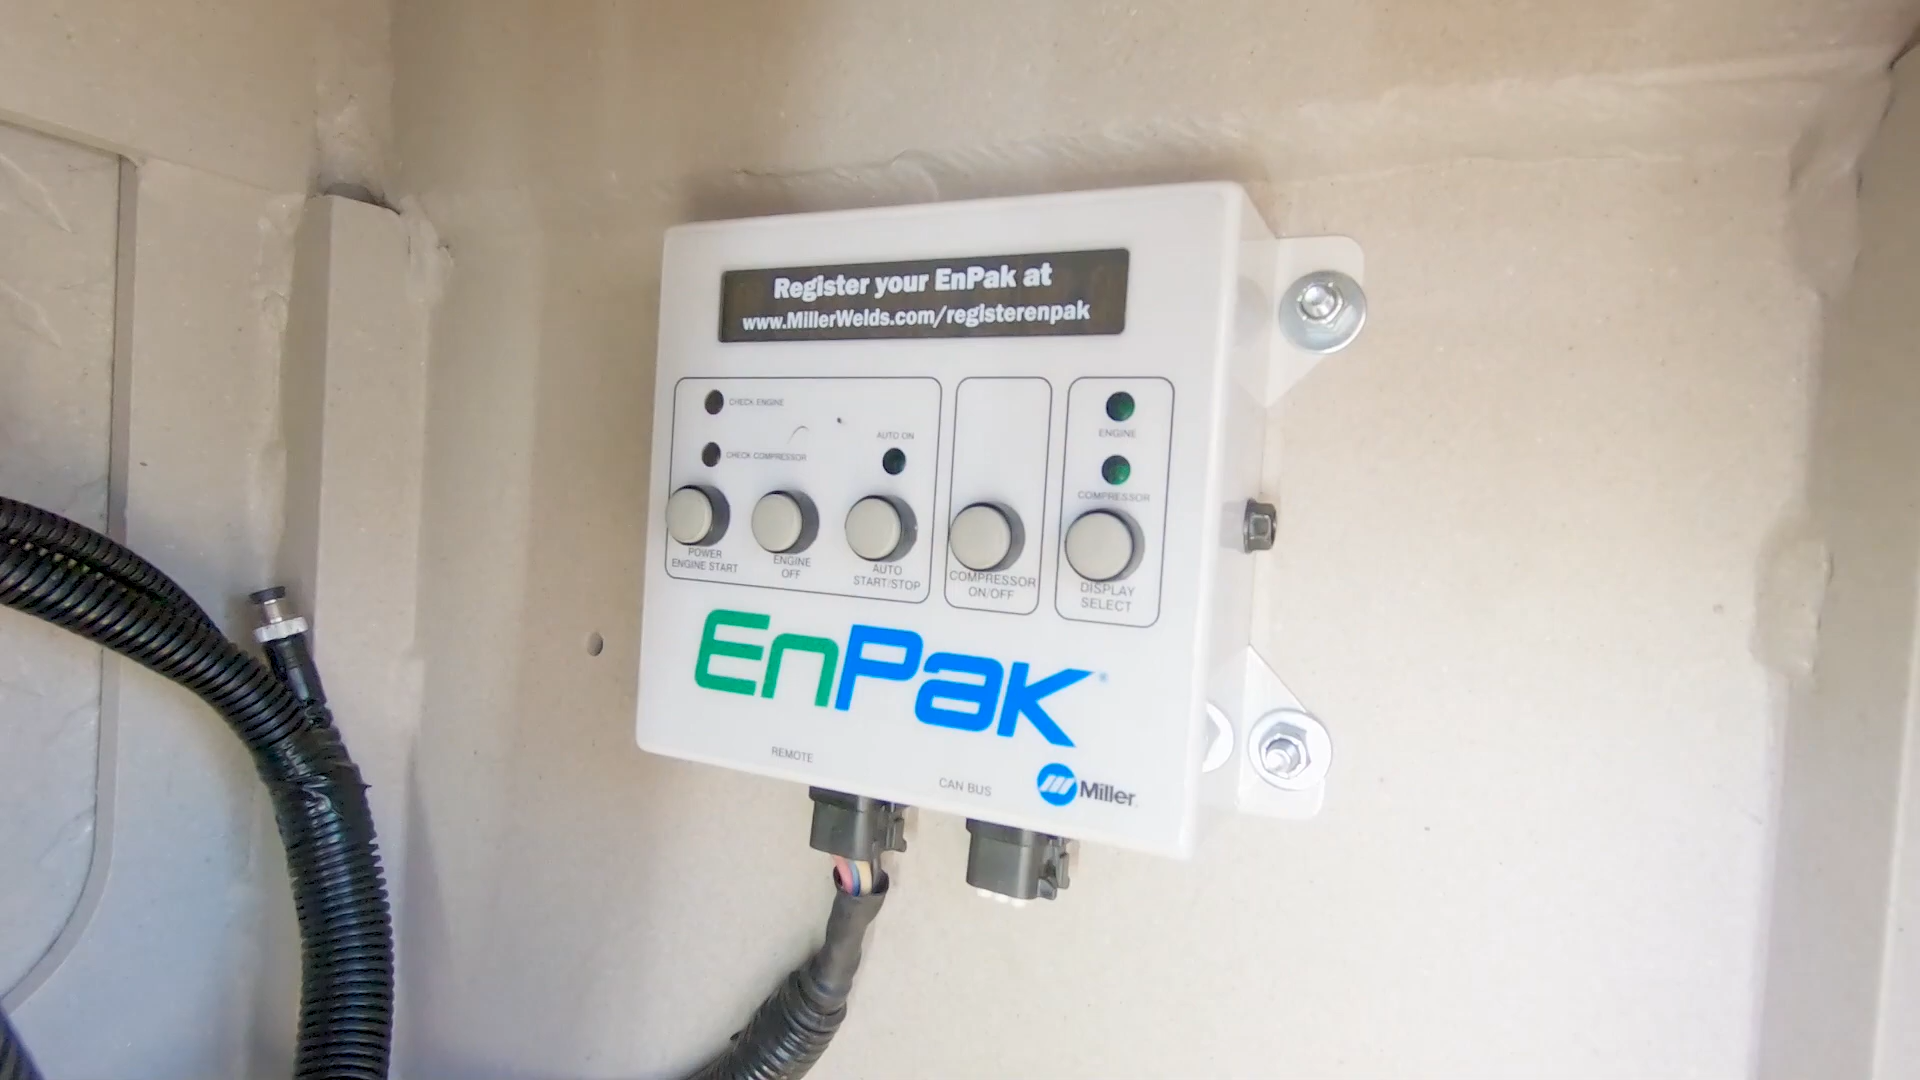 Register your EnPak at
www.MillerWelds.com/registerenpak
CHECK ENGINE
CHECK COMPRESSOR
AUTO ON
ENGINE
COMPRESSOR
POWER
ENGINE START
ENGINE
OFF
AUTO
START/STOP
COMPRESSOR
ON/OFF
DISPLAY
SELECT
EnPak®
REMOTE
CAN BUS
Miller